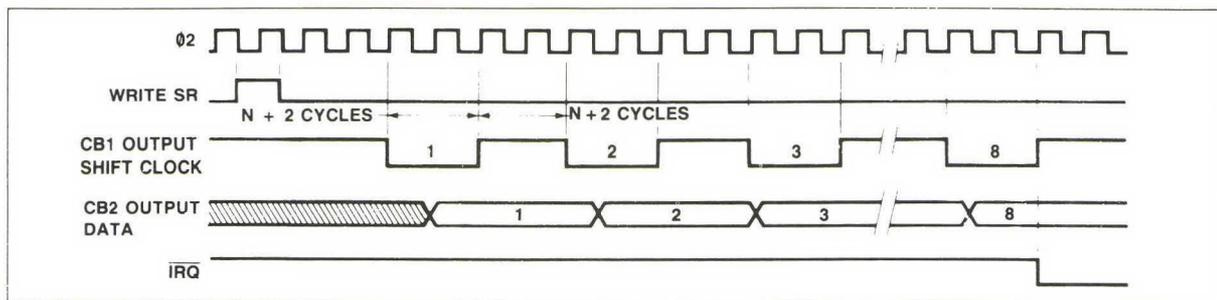 Ø2
WRITE SR
N + 2 CYCLES
N + 2 CYCLES
CB1 OUTPUT
SHIFT CLOCK
1
2
3
8
CB2 OUTPUT
DATA
1
2
3
8
IRQ